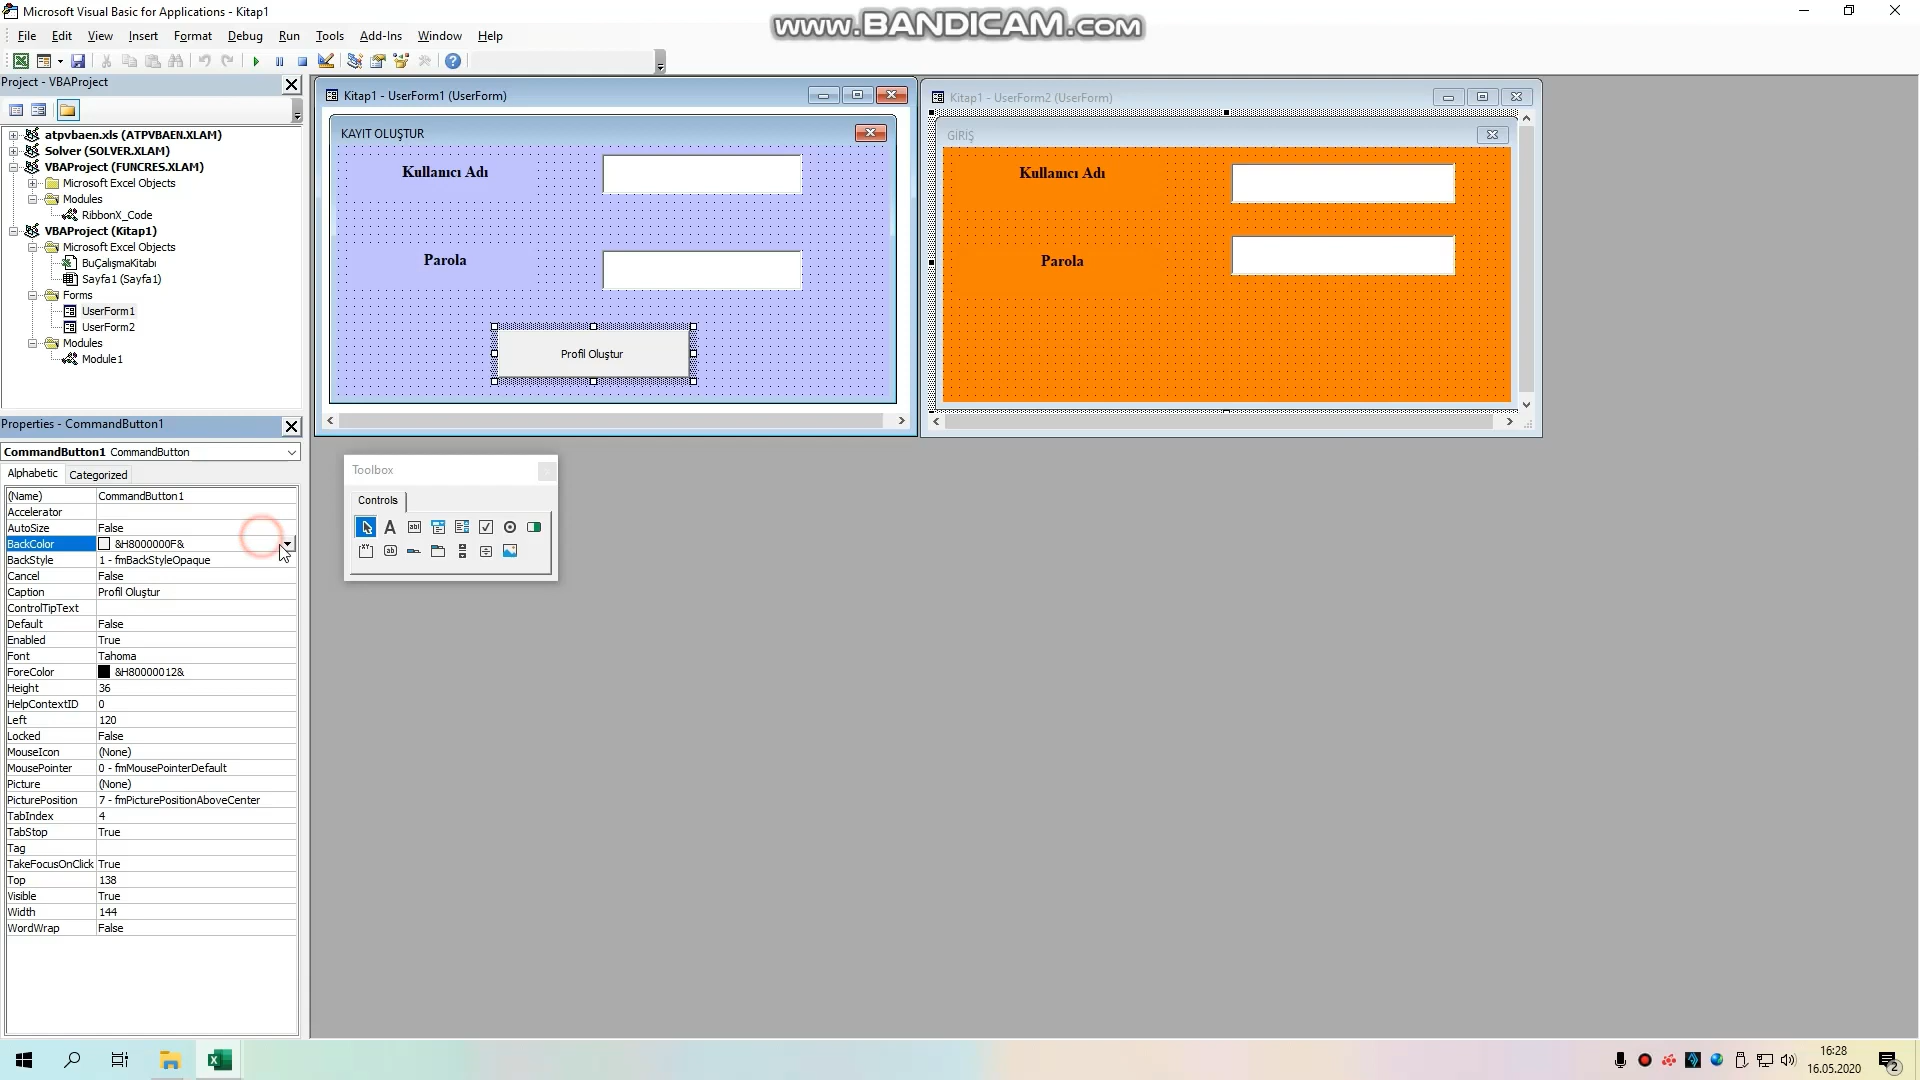 Microsoft Visual Basic for Applications - Kitap1
www.BANDICAM.com
File Edit View Insert Format Debug Run Tools Add-Ins Window Help
Project - VBAProject
atpvbaen.xls (ATPVBAEN.XLAM)
Solver (SOLVER.XLAM)
VBAProject (FUNCRES.XLAM)
Microsoft Excel Objects
Modules
RibbonX_Code
VBAProject (Kitap1)
Microsoft Excel Objects
BuÇalışmaKitabı
Sayfa1 (Sayfa1)
Forms
UserForm1
UserForm2
Modules
Module1
Properties - CommandButton1
CommandButton1 CommandButton
Alphabetic Categorized
(Name) CommandButton1
Accelerator
AutoSize False
BackColor &H8000000F&
BackStyle 1 - fmBackStyleOpaque
Cancel False
Caption Profil Oluştur
ControlTipText
Default False
Enabled True
Font Tahoma
ForeColor &H80000012&
Height 36
HelpContextID 0
Left 120
Locked False
MouseIcon (None)
MousePointer 0 - fmMousePointerDefault
Picture (None)
PicturePosition 7 - fmPicturePositionAboveCenter
TabIndex 4
TabStop True
Tag
TakeFocusOnClick True
Top 138
Visible True
Width 144
WordWrap False
Kitap1 - UserForm1 (UserForm)
KAYIT OLUŞTUR
Kullanıcı Adı
Parola
Profil Oluştur
Kitap1 - UserForm2 (UserForm)
GİRİŞ
Kullanıcı Adı
Parola
Toolbox
Controls
16:28
16.05.2020
2